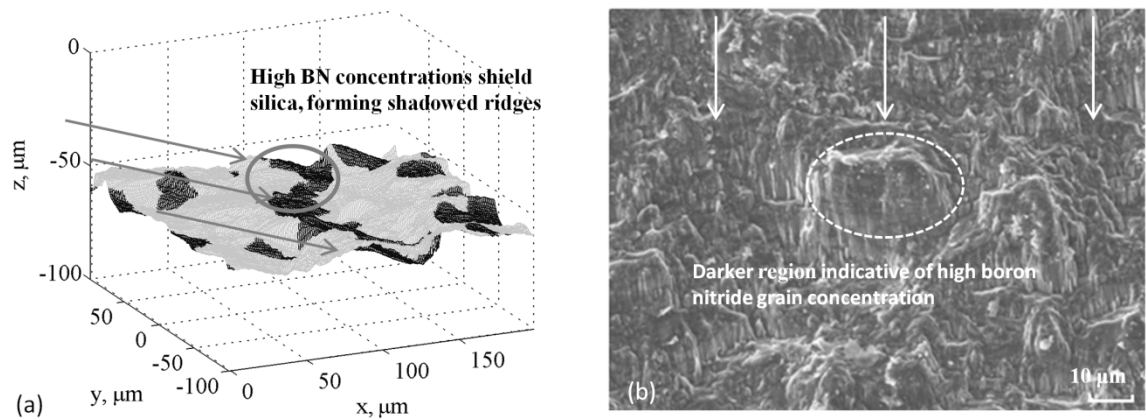 0
-50
-100
z, μm
50
0
-50
-100
y, μm
0
50
100
150
x, μm
High BN concentrations shield
silica, forming shadowed ridges
(a)
Darker region indicative of high boron
nitride grain concentration
10 μm
(b)